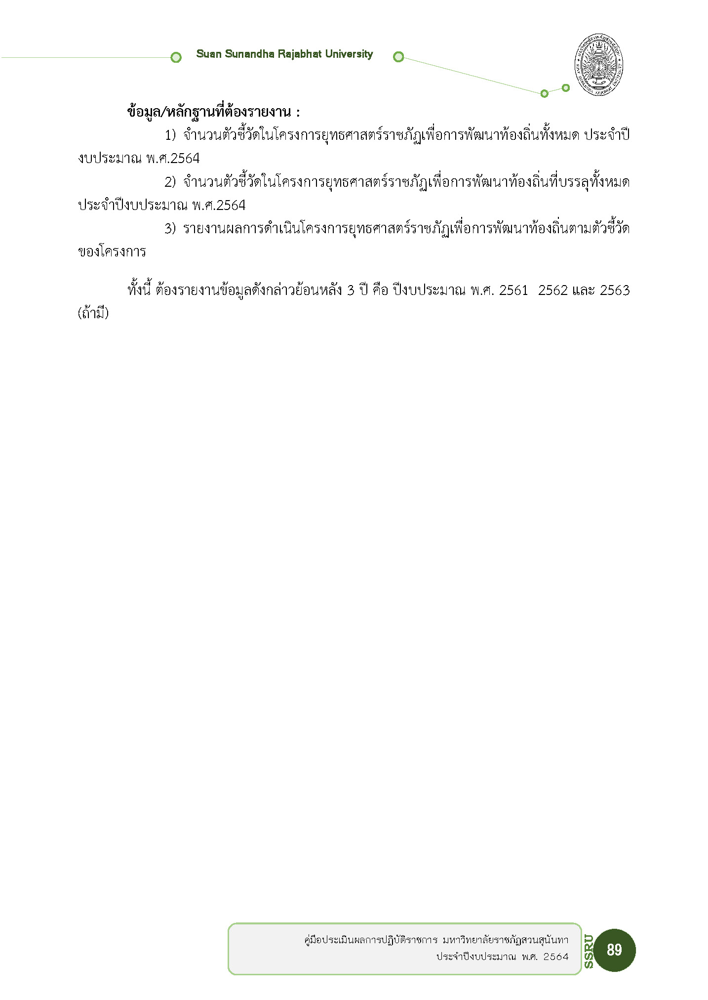 Suan Sunandha Rajabhat University
ข้อมูล/หลักฐานที่ต้องรายงาน :
1) จำนวนตัวชี้วัดในโครงการยุทธศาสตร์ราชภัฏเพื่อการพัฒนาท้องถิ่นทั้งหมด ประจำปี
งบประมาณ พ.ศ.2564
2) จำนวนตัวชี้วัดในโครงการยุทธศาสตร์ราชภัฏเพื่อการพัฒนาท้องถิ่นที่บรรลุทั้งหมด
ประจำปีงบประมาณ พ.ศ.2564
3) รายงานผลการดำเนินโครงการยุทธศาสตร์ราชภัฏเพื่อการพัฒนาท้องถิ่นตามตัวชี้วัด
ของโครงการ
ทั้งนี้ ต้องรายงานข้อมูลดังกล่าวย้อนหลัง 3 ปี คือ ปีงบประมาณ พ.ศ. 2561 2562 และ 2563
(ถ้ามี)
คู่มือประเมินผลการปฏิบัติราชการ มหาวิทยาลัยราชภัฏสวนสุนันทา
ประจำปีงบประมาณ พ.ศ. 2564
SSRU
89